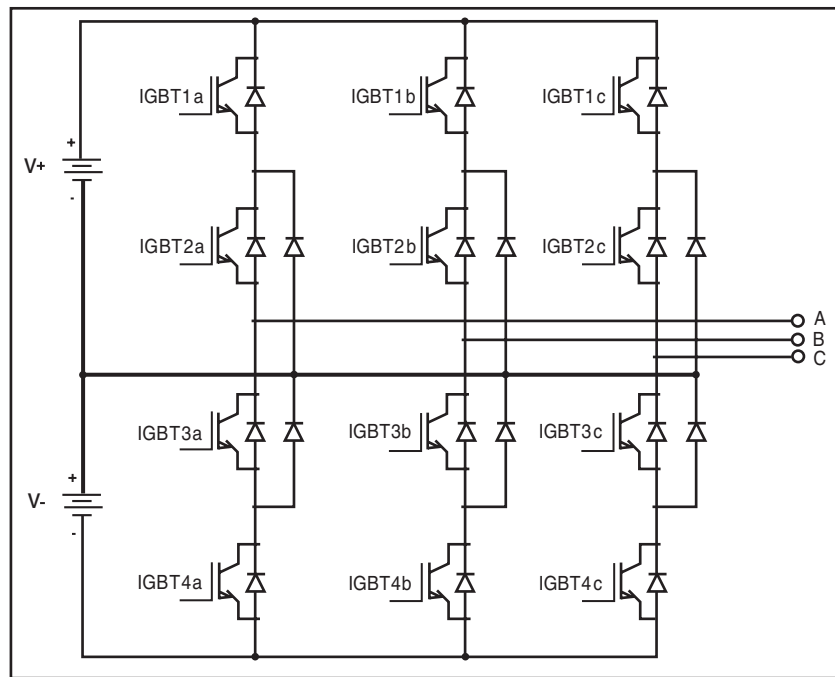 IGBT1a IGBT1b IGBT1c
+
V+
-
IGBT2a IGBT2b IGBT2c
A
B
C
IGBT3a IGBT3b IGBT3c
+
V-
-
IGBT4a IGBT4b IGBT4c